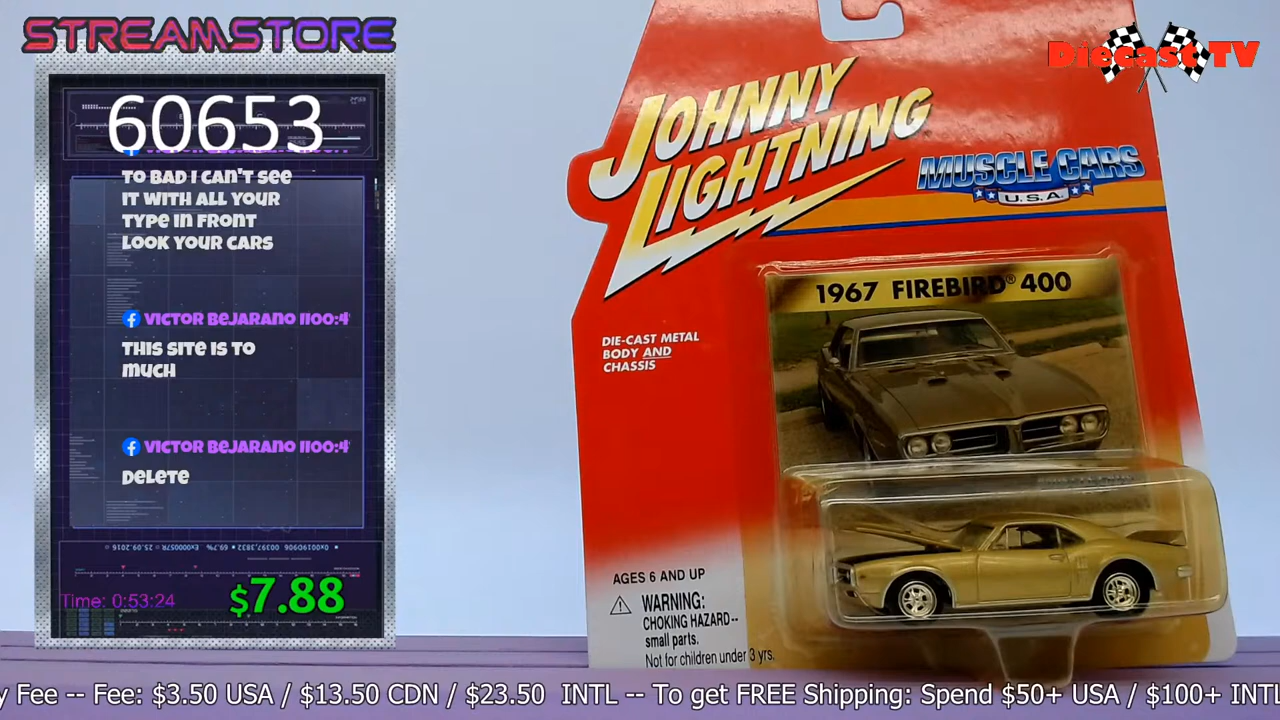 STREAMSTORE
60653
TO BAD I CAN'T SEE
IT WITH ALL YOUR
TYPE IN FRONT
LOOK YOUR CARS
VICTOR BEJARANO 1100:4
THIS SITE IS TO
MUCH
VICTOR BEJARANO 1100:4
DELETE
Time: 0:53:24
$7.88
Diecast TV
JOHNNY
LIGHTNING
MUSCLE CARS
U.S.A.
1967 FIREBIRD® 400
DIE-CAST METAL
BODY AND
CHASSIS
AGES 6 AND UP
WARNING:
CHOKING HAZARD--
small parts.
Not for children under 3 yrs.
y Fee -- Fee: $3.50 USA / $13.50 CDN / $23.50 INTL -- To get FREE Shipping: Spend $50+ USA / $100+ INTL